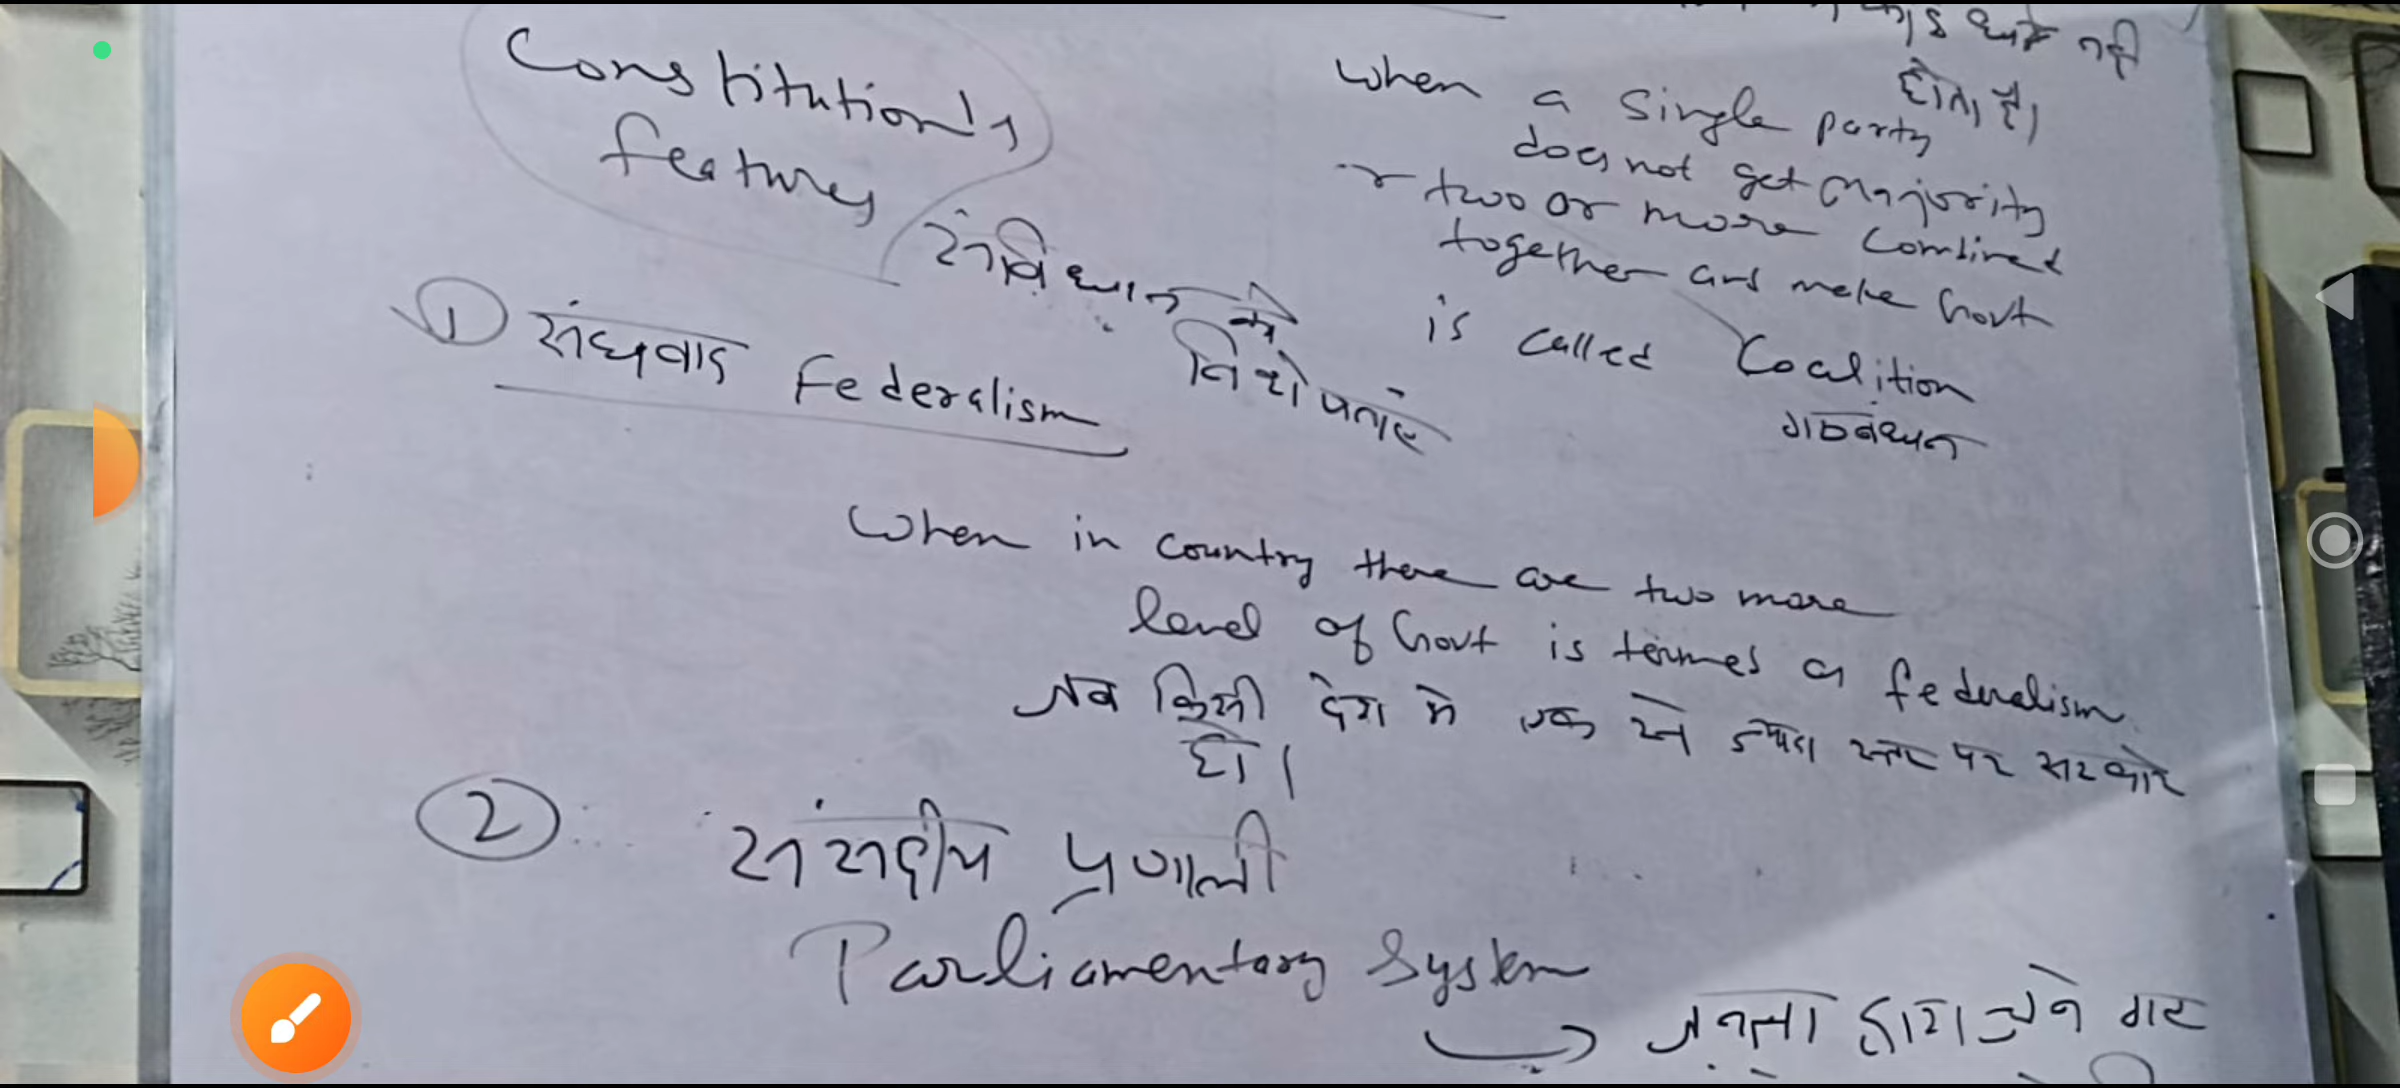 Constitution's
features
संविधान की
विशेषताएं
नही
होता है।
When a single party
does not get majority
two or more combined
together and make Govt
is called Coalition
गठबंधन
① संघवाद Federalism
When in country there are two more
level of Govt is termed as federalism
जब किसी देश मे एक से ज्यादा स्तर पर सरकारे
हो।
② संसदीय प्रणाली
Parliamentary System
जनता द्वारा चुने गए